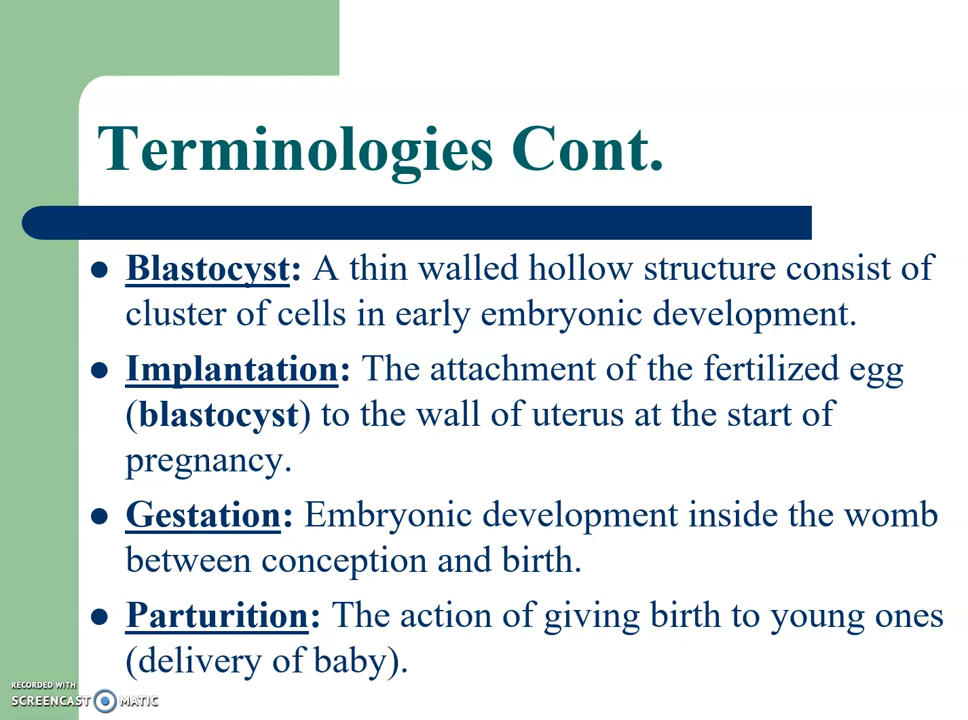 Terminologies Cont.
● Blastocyst: A thin walled hollow structure consist of
cluster of cells in early embryonic development.
● Implantation: The attachment of the fertilized egg
(blastocyst) to the wall of uterus at the start of
pregnancy.
● Gestation: Embryonic development inside the womb
between conception and birth.
● Parturition: The action of giving birth to young ones
(delivery of baby).
RECORDED WITH
SCREENCAST MATIC